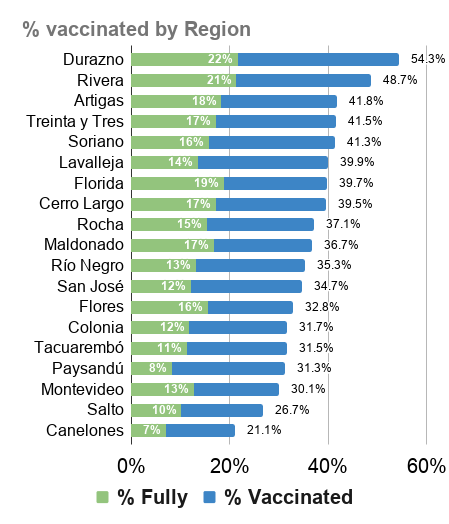 % vaccinated by Region
Durazno 22% 54.3%
Rivera 21% 48.7%
Artigas 18% 41.8%
Treinta y Tres 17% 41.5%
Soriano 16% 41.3%
Lavalleja 14% 39.9%
Florida 19% 39.7%
Cerro Largo 17% 39.5%
Rocha 15% 37.1%
Maldonado 17% 36.7%
Río Negro 13% 35.3%
San José 12% 34.7%
Flores 16% 32.8%
Colonia 12% 31.7%
Tacuarembó 11% 31.5%
Paysandú 8% 31.3%
Montevideo 13% 30.1%
Salto 10% 26.7%
Canelones 7% 21.1%
0% 20% 40% 60%
% Fully % Vaccinated